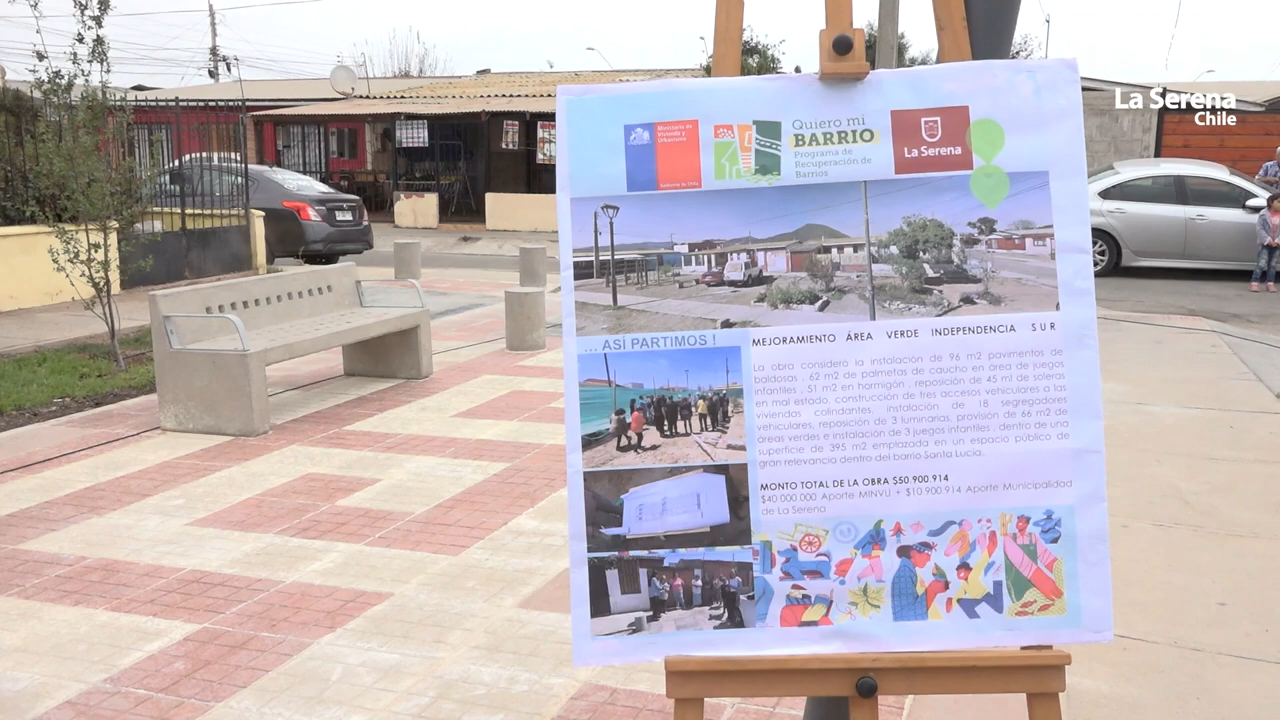 La Serena
Chile
Ministerio de
Vivienda y
Urbanismo
Gobierno de Chile
Quiero mi
BARRIO
Programa de
Recuperación de
Barrios
La Serena
... ASÍ PARTIMOS !
MEJORAMIENTO ÁREA VERDE INDEPENDENCIA SUR
La obra consideró la instalación de 96 m2 pavimentos de
baldosas , 62 m2 de palmetas de caucho en área de juegos
infantiles , 51 m2 en harmigón , reposición de 45 ml de soleras
en mal estado, construcción de tres accesos vehiculares a las
viviendas colindantes, instalación de 18 segregadores
vehiculares, reposición de 3 luminarias, provisión de 66 m2 de
áreas verdes e instalación de 3 juegos infantiles , dentro de una
superficie de 395 m2 emplazada en un espacio público de
gran relevancia dentro del barrio Santa Lucía.
MONTO TOTAL DE LA OBRA $50.900.914
$40.000.000 Aporte MINVU + $10.900.914 Aporte Municipalidad
de La Serena